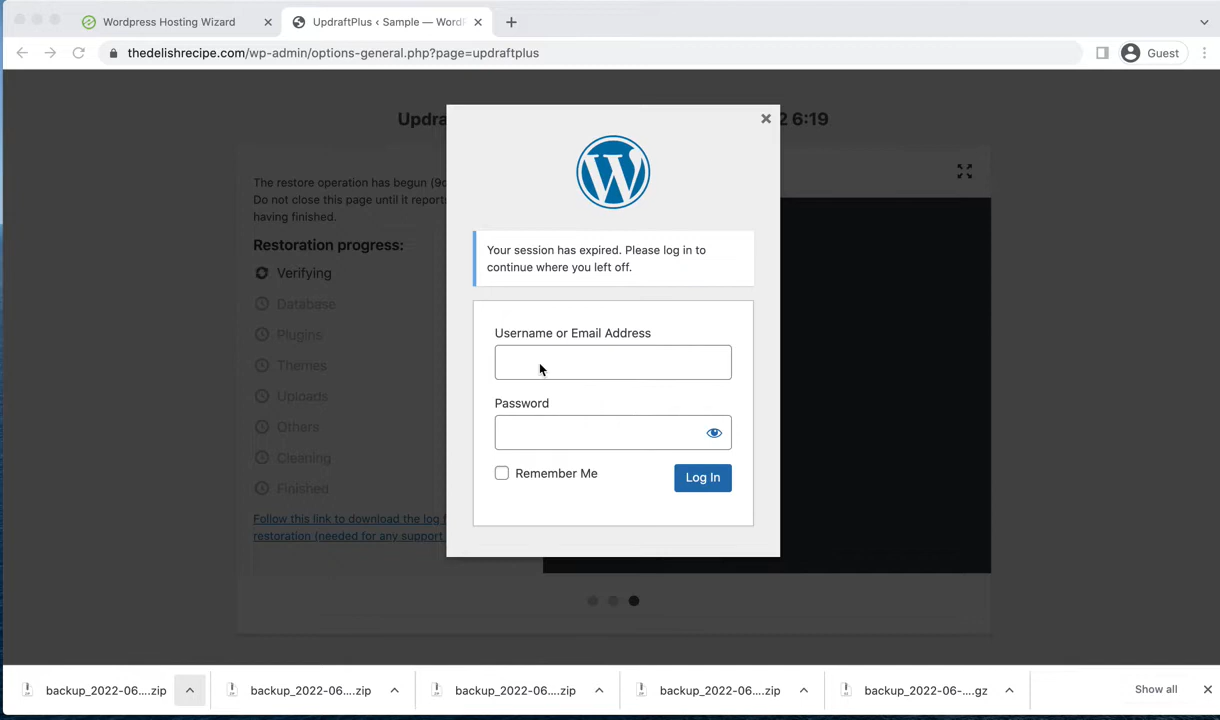 Wordpress Hosting Wizard
UpdraftPlus ‹ Sample — WordP
thedelishrecipe.com/wp-admin/options-general.php?page=updraftplus
Guest
Updra
2 6:19
The restore operation has begun (9c
Do not close this page until it reports
having finished.
Restoration progress:
Verifying
Database
Plugins
Themes
Uploads
Others
Cleaning
Finished
Follow this link to download the log f
restoration (needed for any support
Your session has expired. Please log in to
continue where you left off.
Username or Email Address
Password
Remember Me
Log In
backup_2022-06....zip
backup_2022-06....zip
backup_2022-06....zip
backup_2022-06....zip
backup_2022-06-....gz
Show all